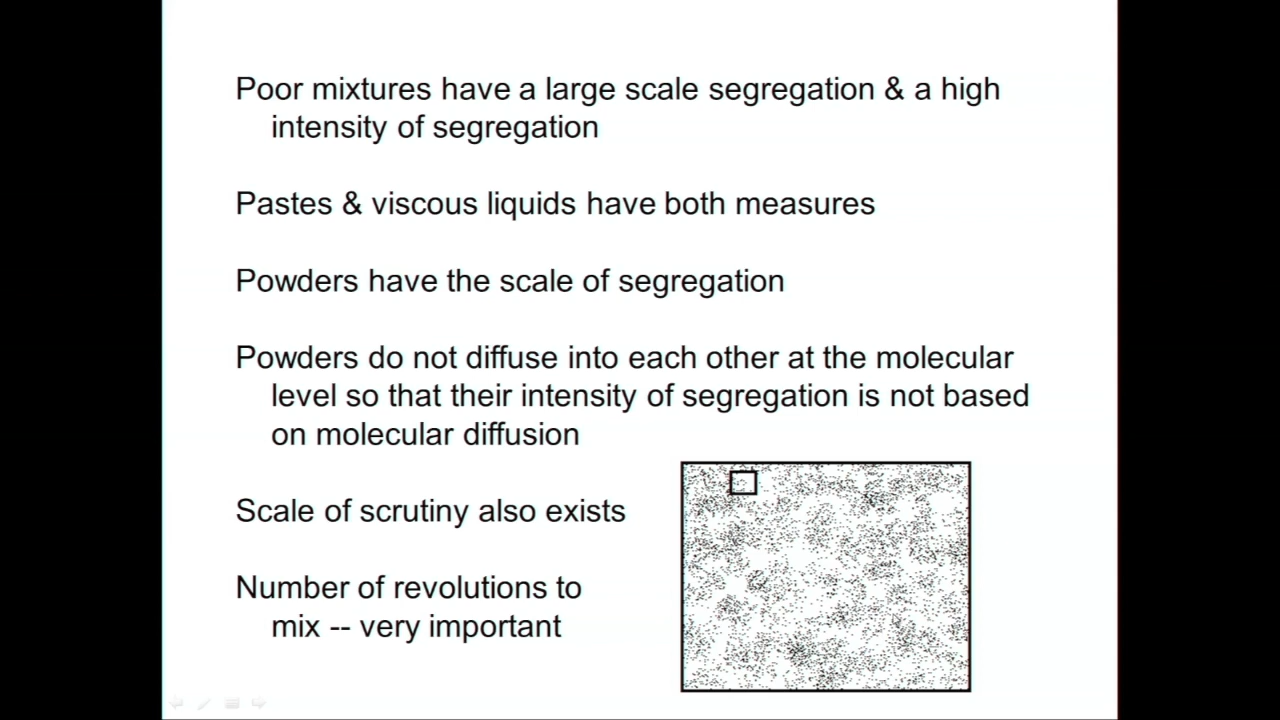 Poor mixtures have a large scale segregation & a high
intensity of segregation
Pastes & viscous liquids have both measures
Powders have the scale of segregation
Powders do not diffuse into each other at the molecular
level so that their intensity of segregation is not based
on molecular diffusion
Scale of scrutiny also exists
Number of revolutions to
mix -- very important